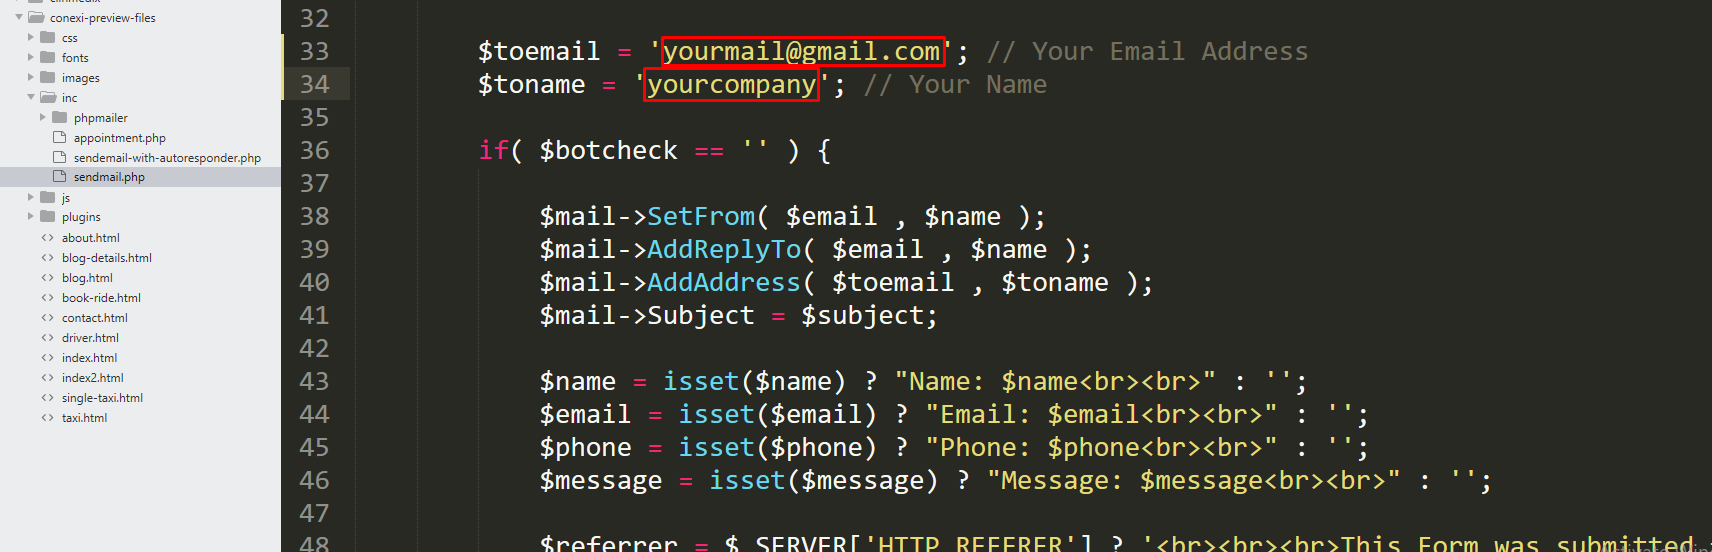 clinmedix
conexi-preview-files
css
fonts
images
inc
phpmailer
appointment.php
sendemail-with-autoresponder.php
sendmail.php
js
plugins
about.html
blog-details.html
blog.html
book-ride.html
contact.html
driver.html
index.html
index2.html
single-taxi.html
taxi.html
32
33 $toemail = 'yourmail@gmail.com'; // Your Email Address
34 $toname = 'yourcompany'; // Your Name
35
36 if( $botcheck == '' ) {
37
38 $mail->SetFrom( $email , $name );
39 $mail->AddReplyTo( $email , $name );
40 $mail->AddAddress( $toemail , $toname );
41 $mail->Subject = $subject;
42
43 $name = isset($name) ? "Name: $name<br><br>" : '';
44 $email = isset($email) ? "Email: $email<br><br>" : '';
45 $phone = isset($phone) ? "Phone: $phone<br><br>" : '';
46 $message = isset($message) ? "Message: $message<br><br>" : '';
47
48 $referrer = $_SERVER['HTTP_REFERER'] ? '<br><br><br>This Form was submitted